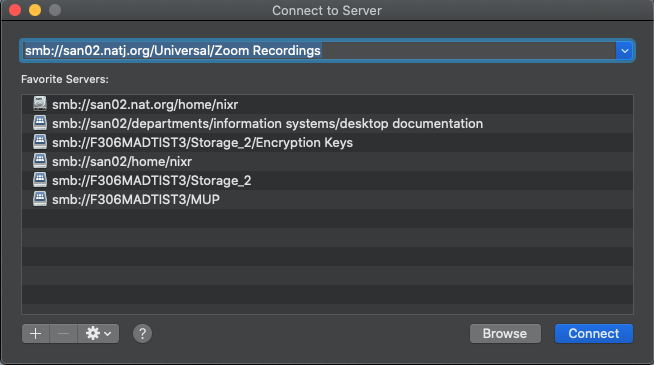 Connect to Server
smb://san02.natj.org/Universal/Zoom Recordings
Favorite Servers:
smb://san02.nat.org/home/nixr
smb://san02/departments/information systems/desktop documentation
smb://F306MADTIST3/Storage_2/Encryption Keys
smb://san02/home/nixr
smb://F306MADTIST3/Storage_2
smb://F306MADTIST3/MUP
+ − ?
Browse
Connect